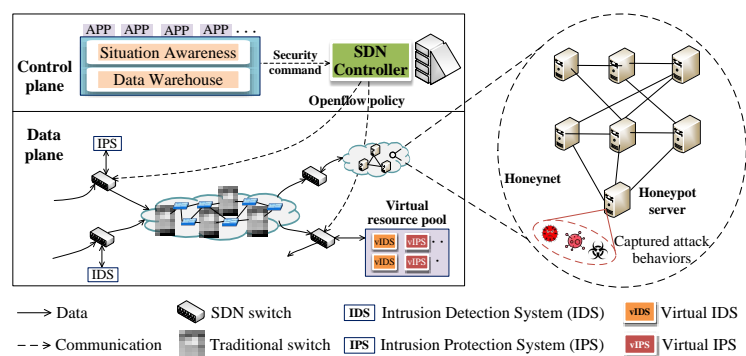 APP APP APP APP . . .
Situation Awareness
Data Warehouse
Control
plane
Security
command
SDN
Controller
Openflow policy
Data
plane
IPS
IDS
Virtual
resource pool
vIDS vIPS . .
vIDS vIPS .
Honeynet
Honeypot
server
Captured attack
behaviors
Data
SDN switch
IDS Intrusion Detection System (IDS)
vIDS Virtual IDS
Communication
Traditional switch
IPS Intrusion Protection System (IPS)
vIPS Virtual IPS